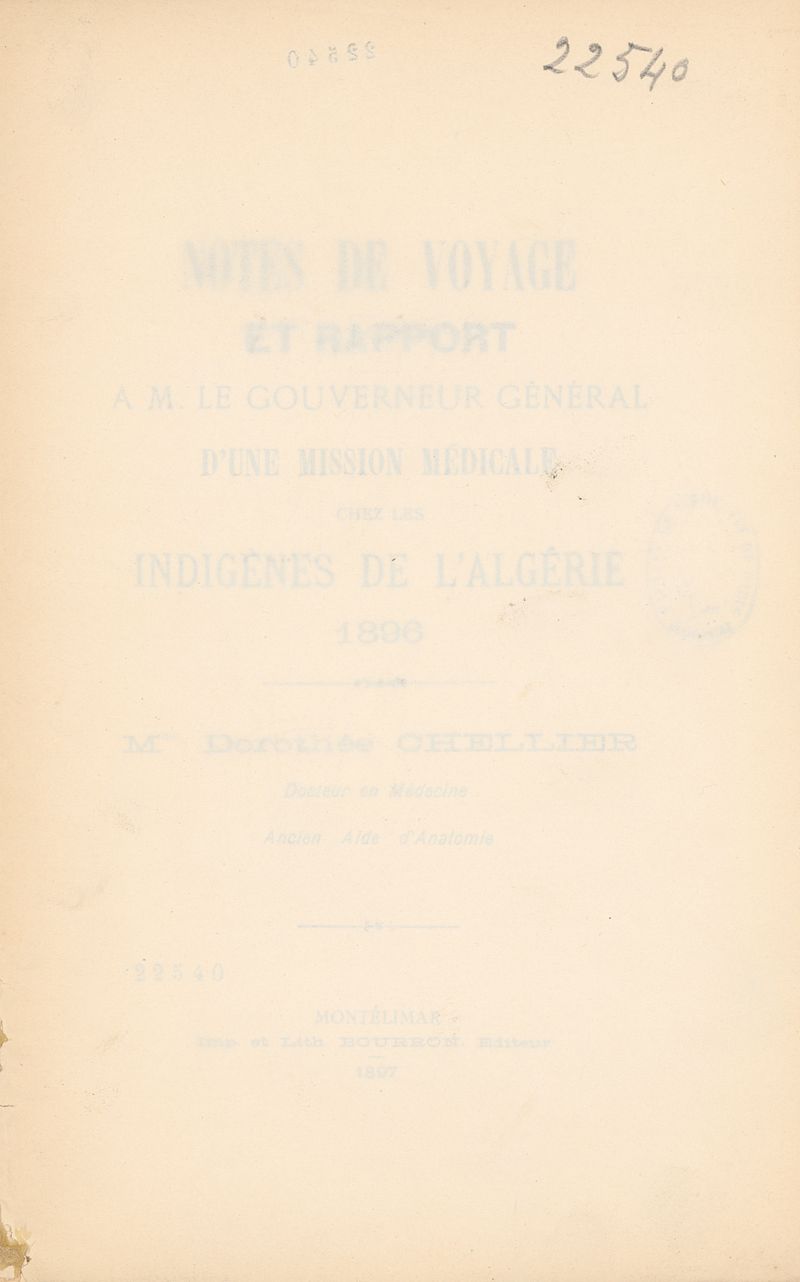 22540
22540
NOTES DE VOYAGE
ET RAPPORT
A M. LE GOUVERNEUR GÉNÉRAL
D'UNE MISSION MÉDICALE
CHEZ LES
INDIGÈNES DE L'ALGÉRIE
1896
Mme Dorothée CHELLIER
Docteur en Médecine
Ancien Aide d'Anatomie
22540
MONTÉLIMAR
Imp. et Lith. BOURRON, Editeur
1897